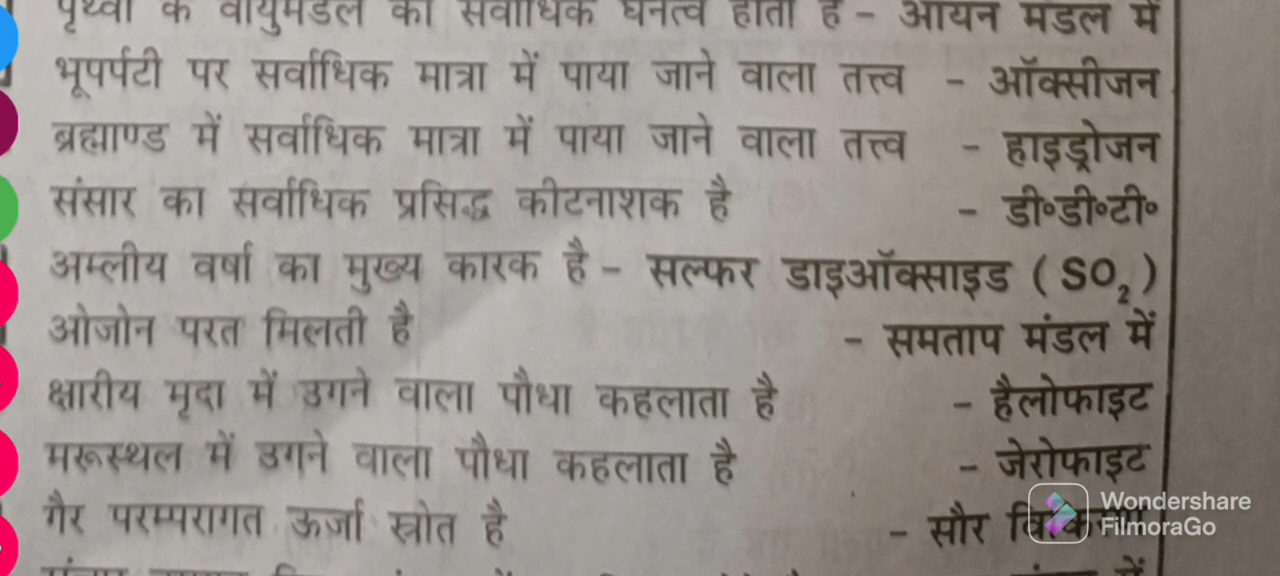 पृथ्वी के वायुमंडल का सर्वाधिक घनत्व होता है - आयन मंडल में
भूपर्पटी पर सर्वाधिक मात्रा में पाया जाने वाला तत्त्व - ऑक्सीजन
ब्रह्माण्ड में सर्वाधिक मात्रा में पाया जाने वाला तत्त्व - हाइड्रोजन
संसार का सर्वाधिक प्रसिद्ध कीटनाशक है - डी॰डी॰टी॰
अम्लीय वर्षा का मुख्य कारक है - सल्फर डाइऑक्साइड ( SO₂ )
ओजोन परत मिलती है - समताप मंडल में
क्षारीय मृदा में उगने वाला पौधा कहलाता है - हैलोफाइट
मरूस्थल में उगने वाला पौधा कहलाता है - जेरोफाइट
गैर परम्परागत ऊर्जा स्त्रोत है - सौर
Wondershare
FilmoraGo